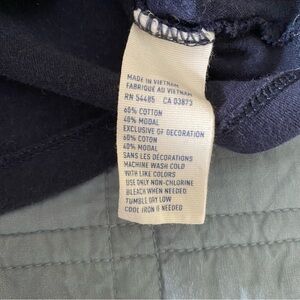 MADE IN VIETNAM
FABRIQUÉ AU VIETNAM
RN 54485 CA 03873
60% COTTON
40% MODAL
EXCLUSIVE OF DECORATION
60% COTON
40% MODAL
SANS LES DÉCORATIONS
MACHINE WASH COLD
WITH LIKE COLORS
USE ONLY NON-CHLORINE
BLEACH WHEN NEEDED
TUMBLE DRY LOW
COOL IRON IF NEEDED